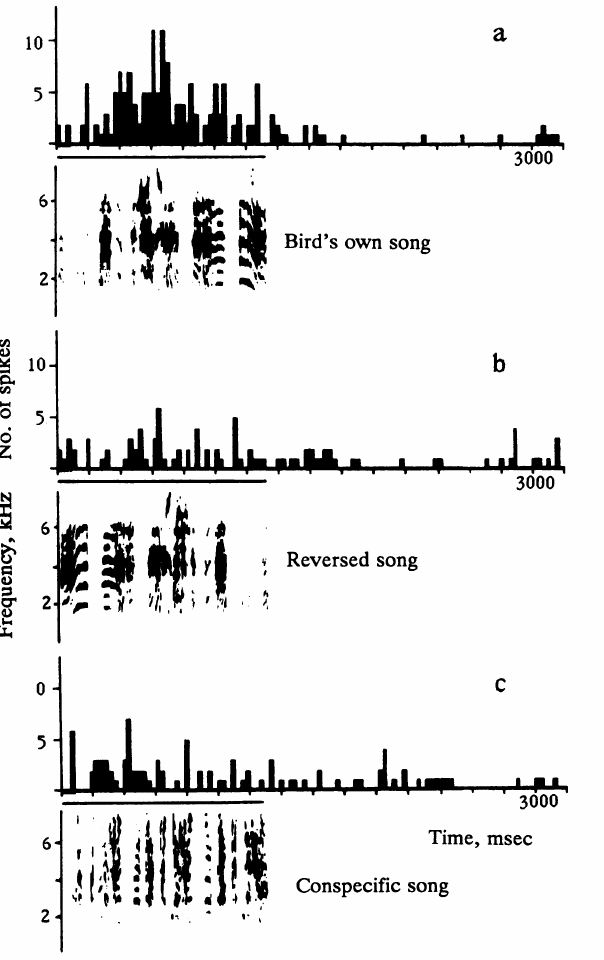 a
10
5
3000
6
2
Bird's own song
b
10
5
3000
No. of spikes
Frequency, kHz
6
2
Reversed song
c
0
5
3000
6
2
Time, msec
Conspecific song